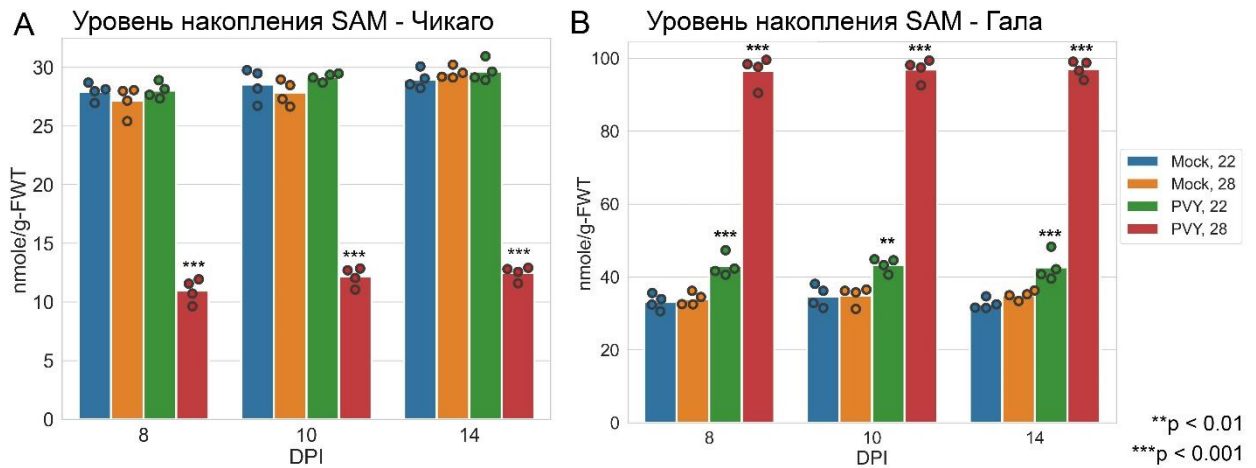 A Уровень накопления SAM - Чикаго
30
25
20
15
10
5
0
nmole/g-FWT
***
***
***
8 10 14
DPI
B Уровень накопления SAM - Гала
100
80
60
40
20
0
nmole/g-FWT
*** *** ***
*** ** ***
8 10 14
DPI
Mock, 22
Mock, 28
PVY, 22
PVY, 28
**p < 0.01
***p < 0.001